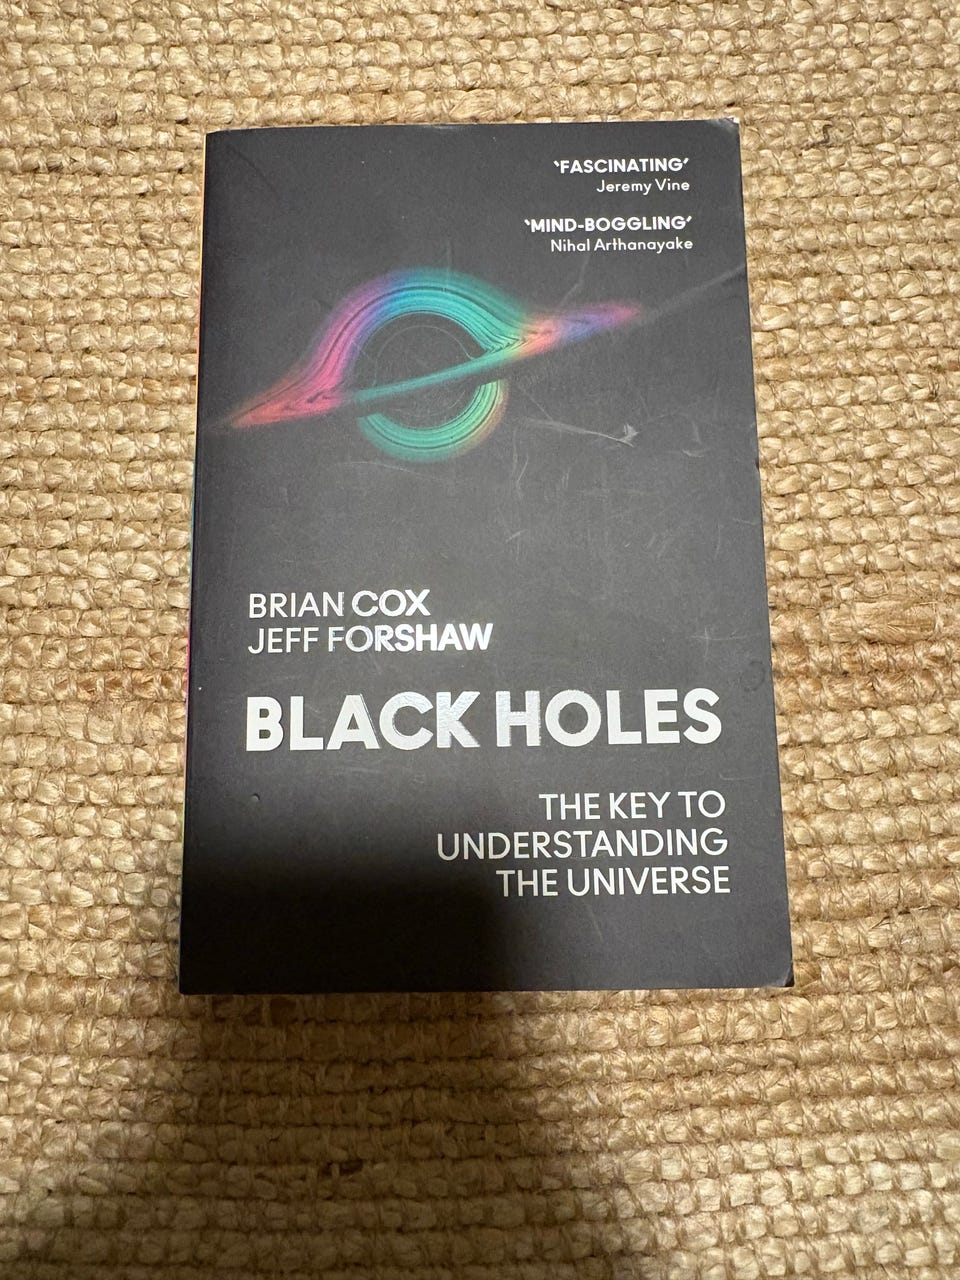 ‘FASCINATING’
Jeremy Vine
‘MIND-BOGGLING’
Nihal Arthanayake
BRIAN COX
JEFF FORSHAW
BLACK HOLES
THE KEY TO
UNDERSTANDING
THE UNIVERSE